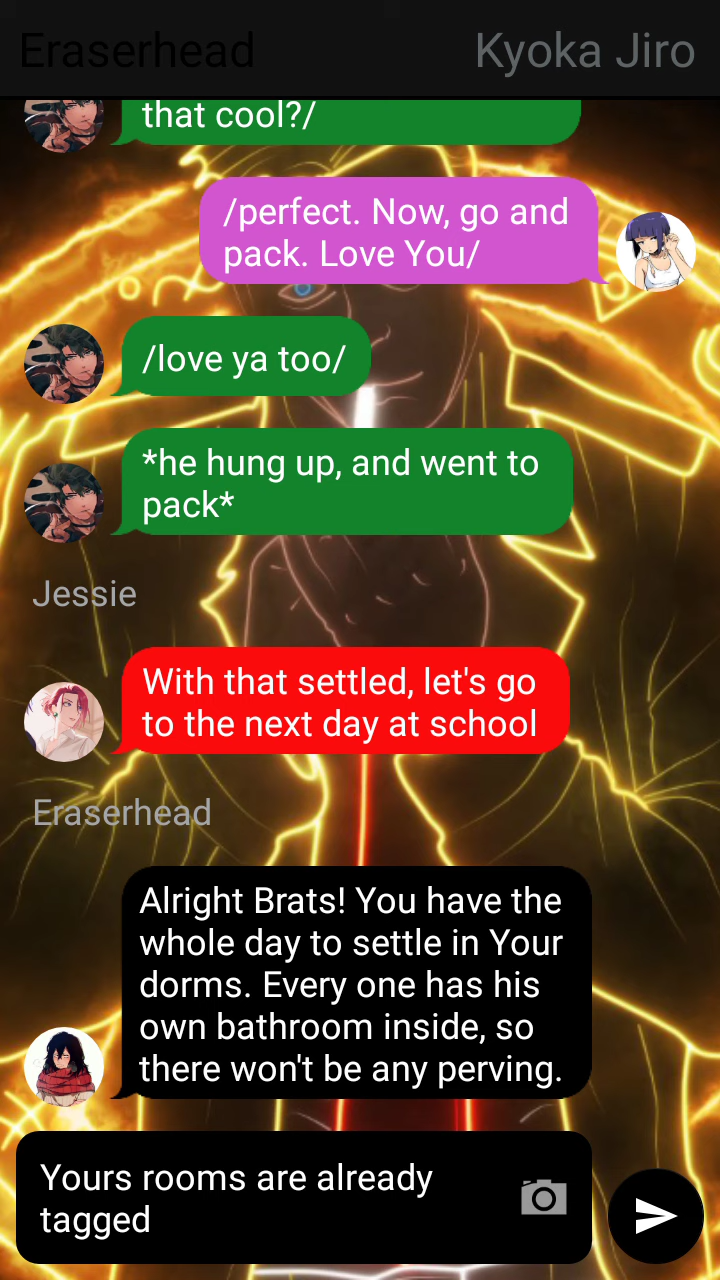 Eraserhead
Kyoka Jiro
that cool?/
/perfect. Now, go and
pack. Love You/
/love ya too/
*he hung up, and went to
pack*
Jessie
With that settled, let's go
to the next day at school
Eraserhead
Alright Brats! You have the
whole day to settle in Your
dorms. Every one has his
own bathroom inside, so
there won't be any perving.
Yours rooms are already
tagged